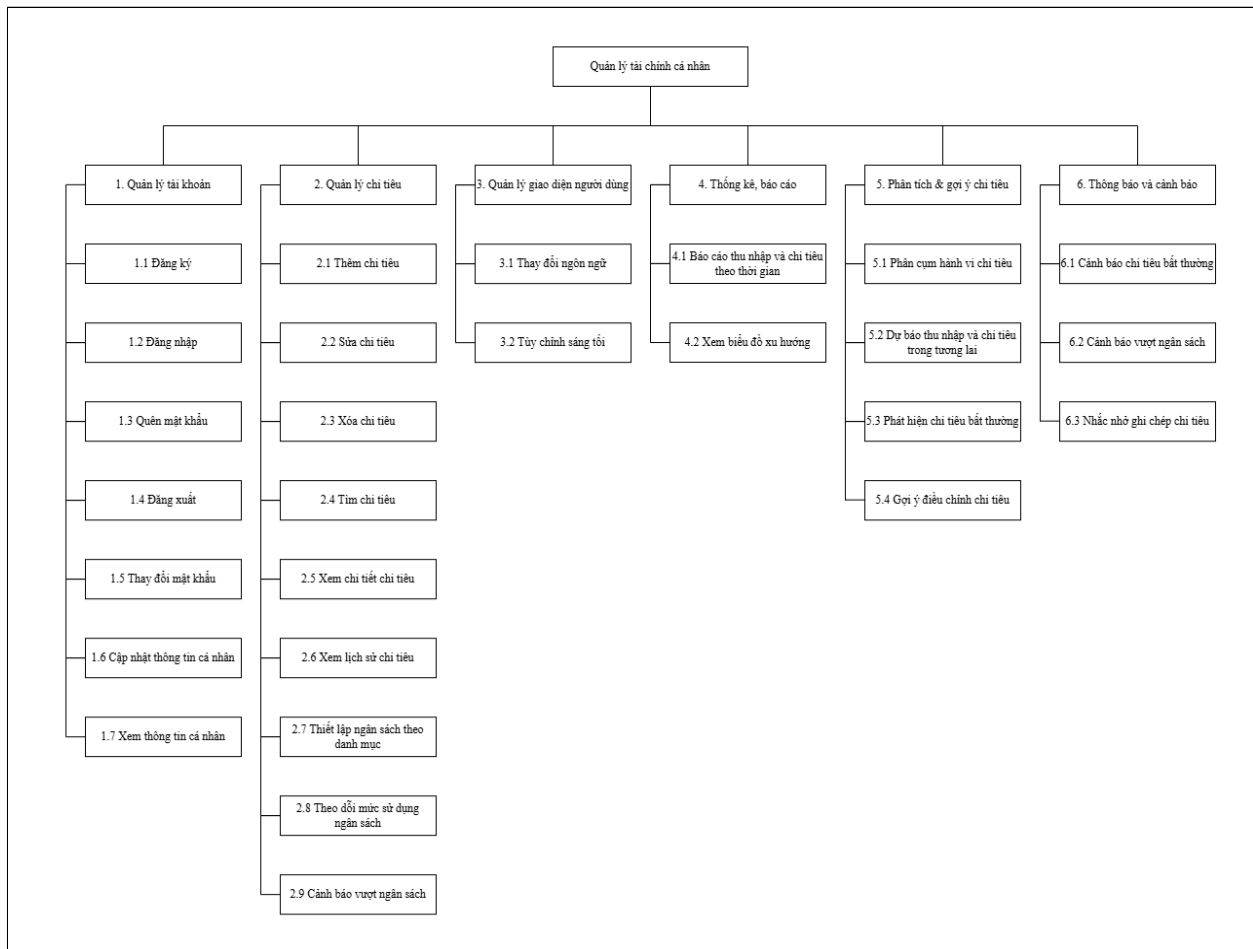 Quản lý tài chính cá nhân
1. Quản lý tài khoản
2. Quản lý chi tiêu
3. Quản lý giao diện người dùng
4. Thống kê, báo cáo
5. Phân tích & gợi ý chi tiêu
6. Thông báo và cảnh báo
1.1 Đăng ký
2.1 Thêm chi tiêu
3.1 Thay đổi ngôn ngữ
4.1 Báo cáo thu nhập và chi tiêu
theo thời gian
5.1 Phân cụm hành vi chi tiêu
6.1 Cảnh báo chi tiêu bất thường
1.2 Đăng nhập
2.2 Sửa chi tiêu
3.2 Tùy chỉnh sáng tối
4.2 Xem biểu đồ xu hướng
5.2 Dự báo thu nhập và chi tiêu
trong tương lai
6.2 Cảnh báo vượt ngân sách
1.3 Quên mật khẩu
2.3 Xóa chi tiêu
5.3 Phát hiện chi tiêu bất thường
6.3 Nhắc nhở ghi chép chi tiêu
1.4 Đăng xuất
2.4 Tìm chi tiêu
5.4 Gợi ý điều chỉnh chi tiêu
1.5 Thay đổi mật khẩu
2.5 Xem chi tiết chi tiêu
1.6 Cập nhật thông tin cá nhân
2.6 Xem lịch sử chi tiêu
1.7 Xem thông tin cá nhân
2.7 Thiết lập ngân sách theo
danh mục
2.8 Theo dõi mức sử dụng
ngân sách
2.9 Cảnh báo vượt ngân sách